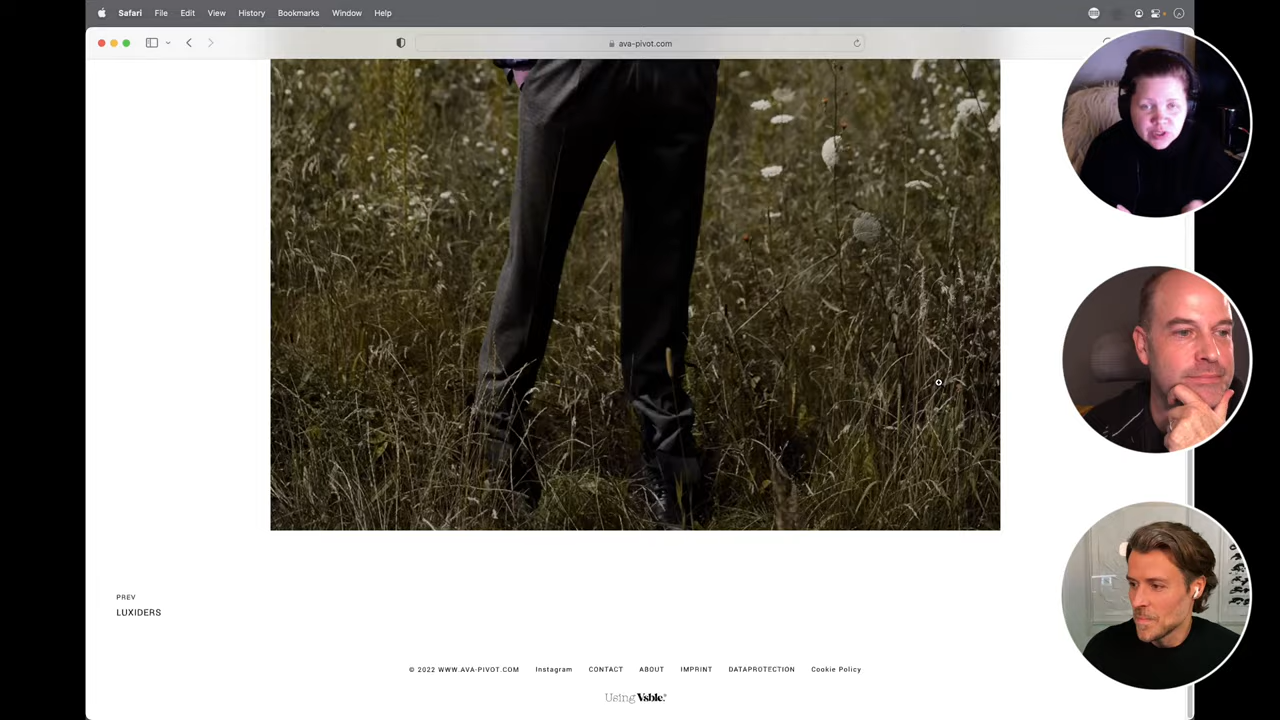 Safari File Edit View History Bookmarks Window Help
ava-pivot.com
PREV
LUXIDERS
© 2022 WWW.AVA-PIVOT.COM Instagram CONTACT ABOUT IMPRINT DATAPROTECTION Cookie Policy
Using Vsble.